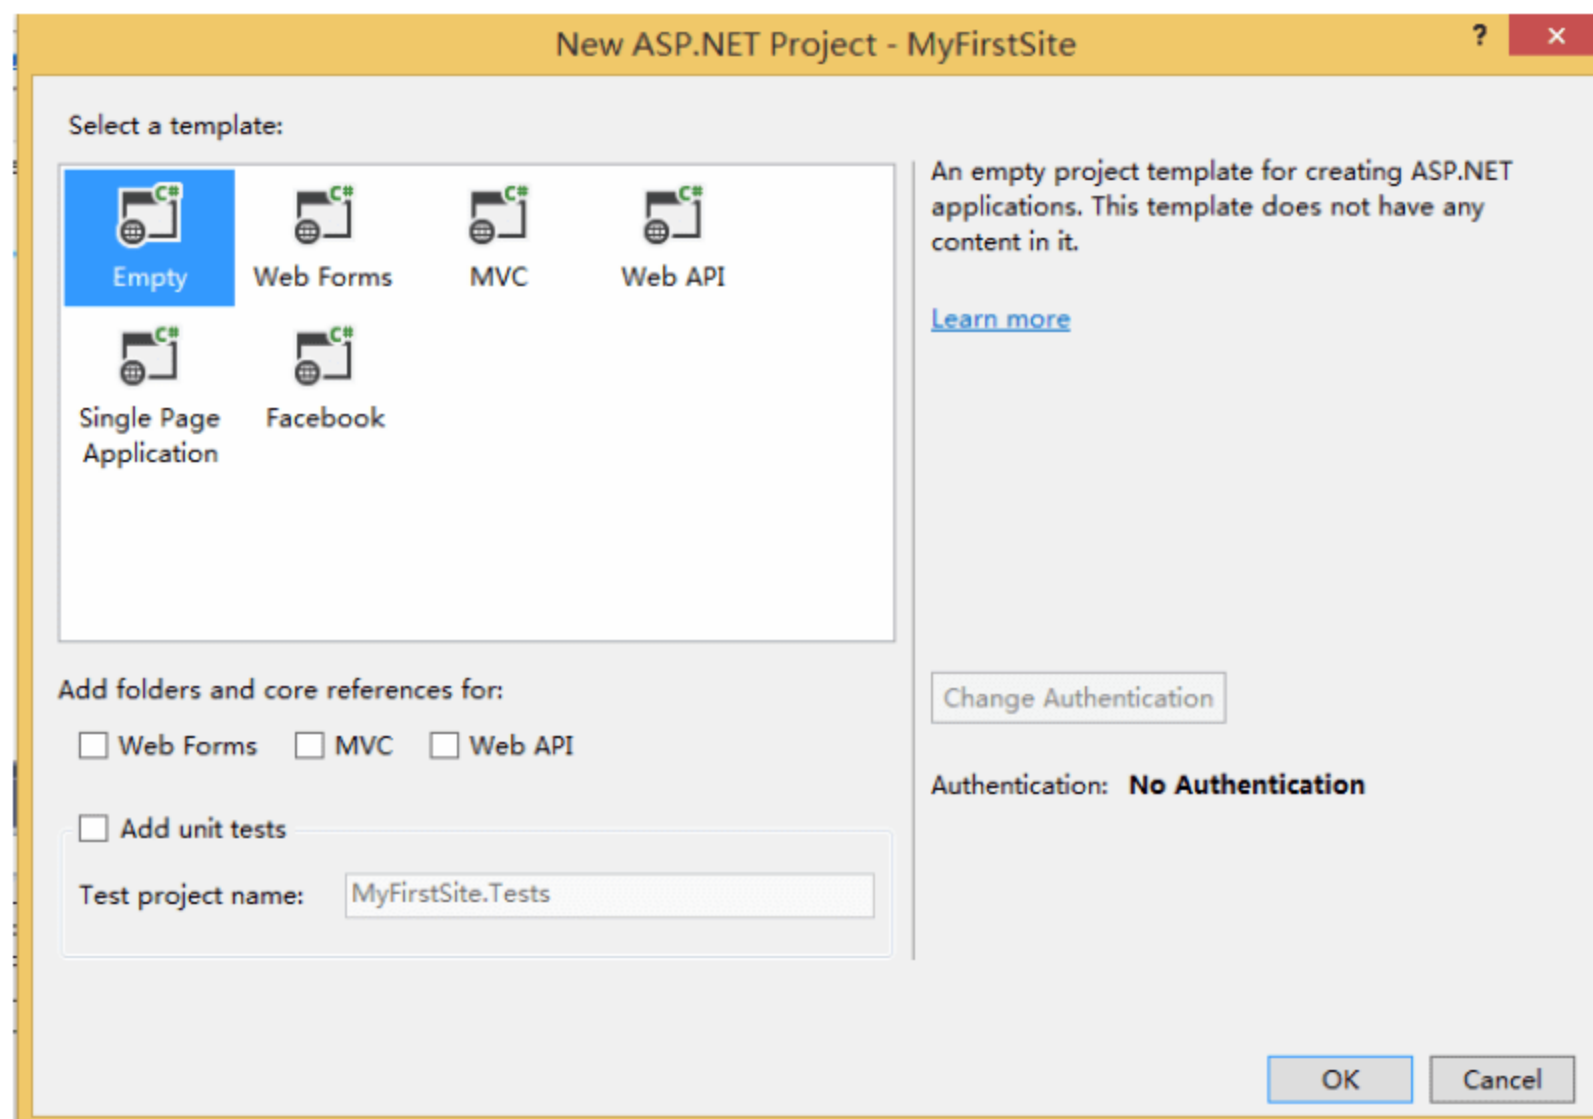 New ASP.NET Project - MyFirstSite
?
Select a template:
C# C# C# C#
Empty Web Forms MVC Web API
C# C#
Single Page Facebook
Application
An empty project template for creating ASP.NET
applications. This template does not have any
content in it.
Learn more
Add folders and core references for:
Web Forms MVC Web API
Add unit tests
Test project name: MyFirstSite.Tests
Change Authentication
Authentication: No Authentication
OK Cancel